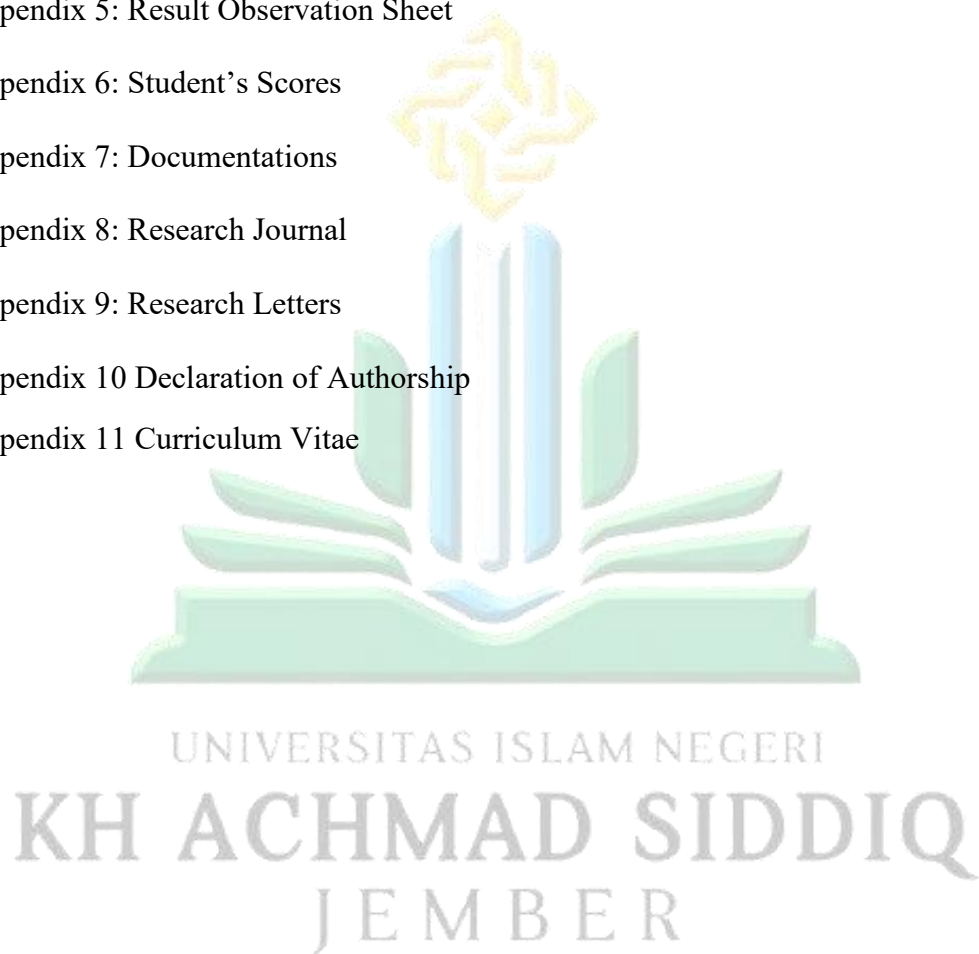 pendix 5: Result Observation Sheet
pendix 6: Student’s Scores
pendix 7: Documentations
pendix 8: Research Journal
pendix 9: Research Letters
pendix 10 Declaration of Authorship
pendix 11 Curriculum Vitae
UNIVERSITAS ISLAM NEGERI
KH ACHMAD SIDDIQ
JEMBER